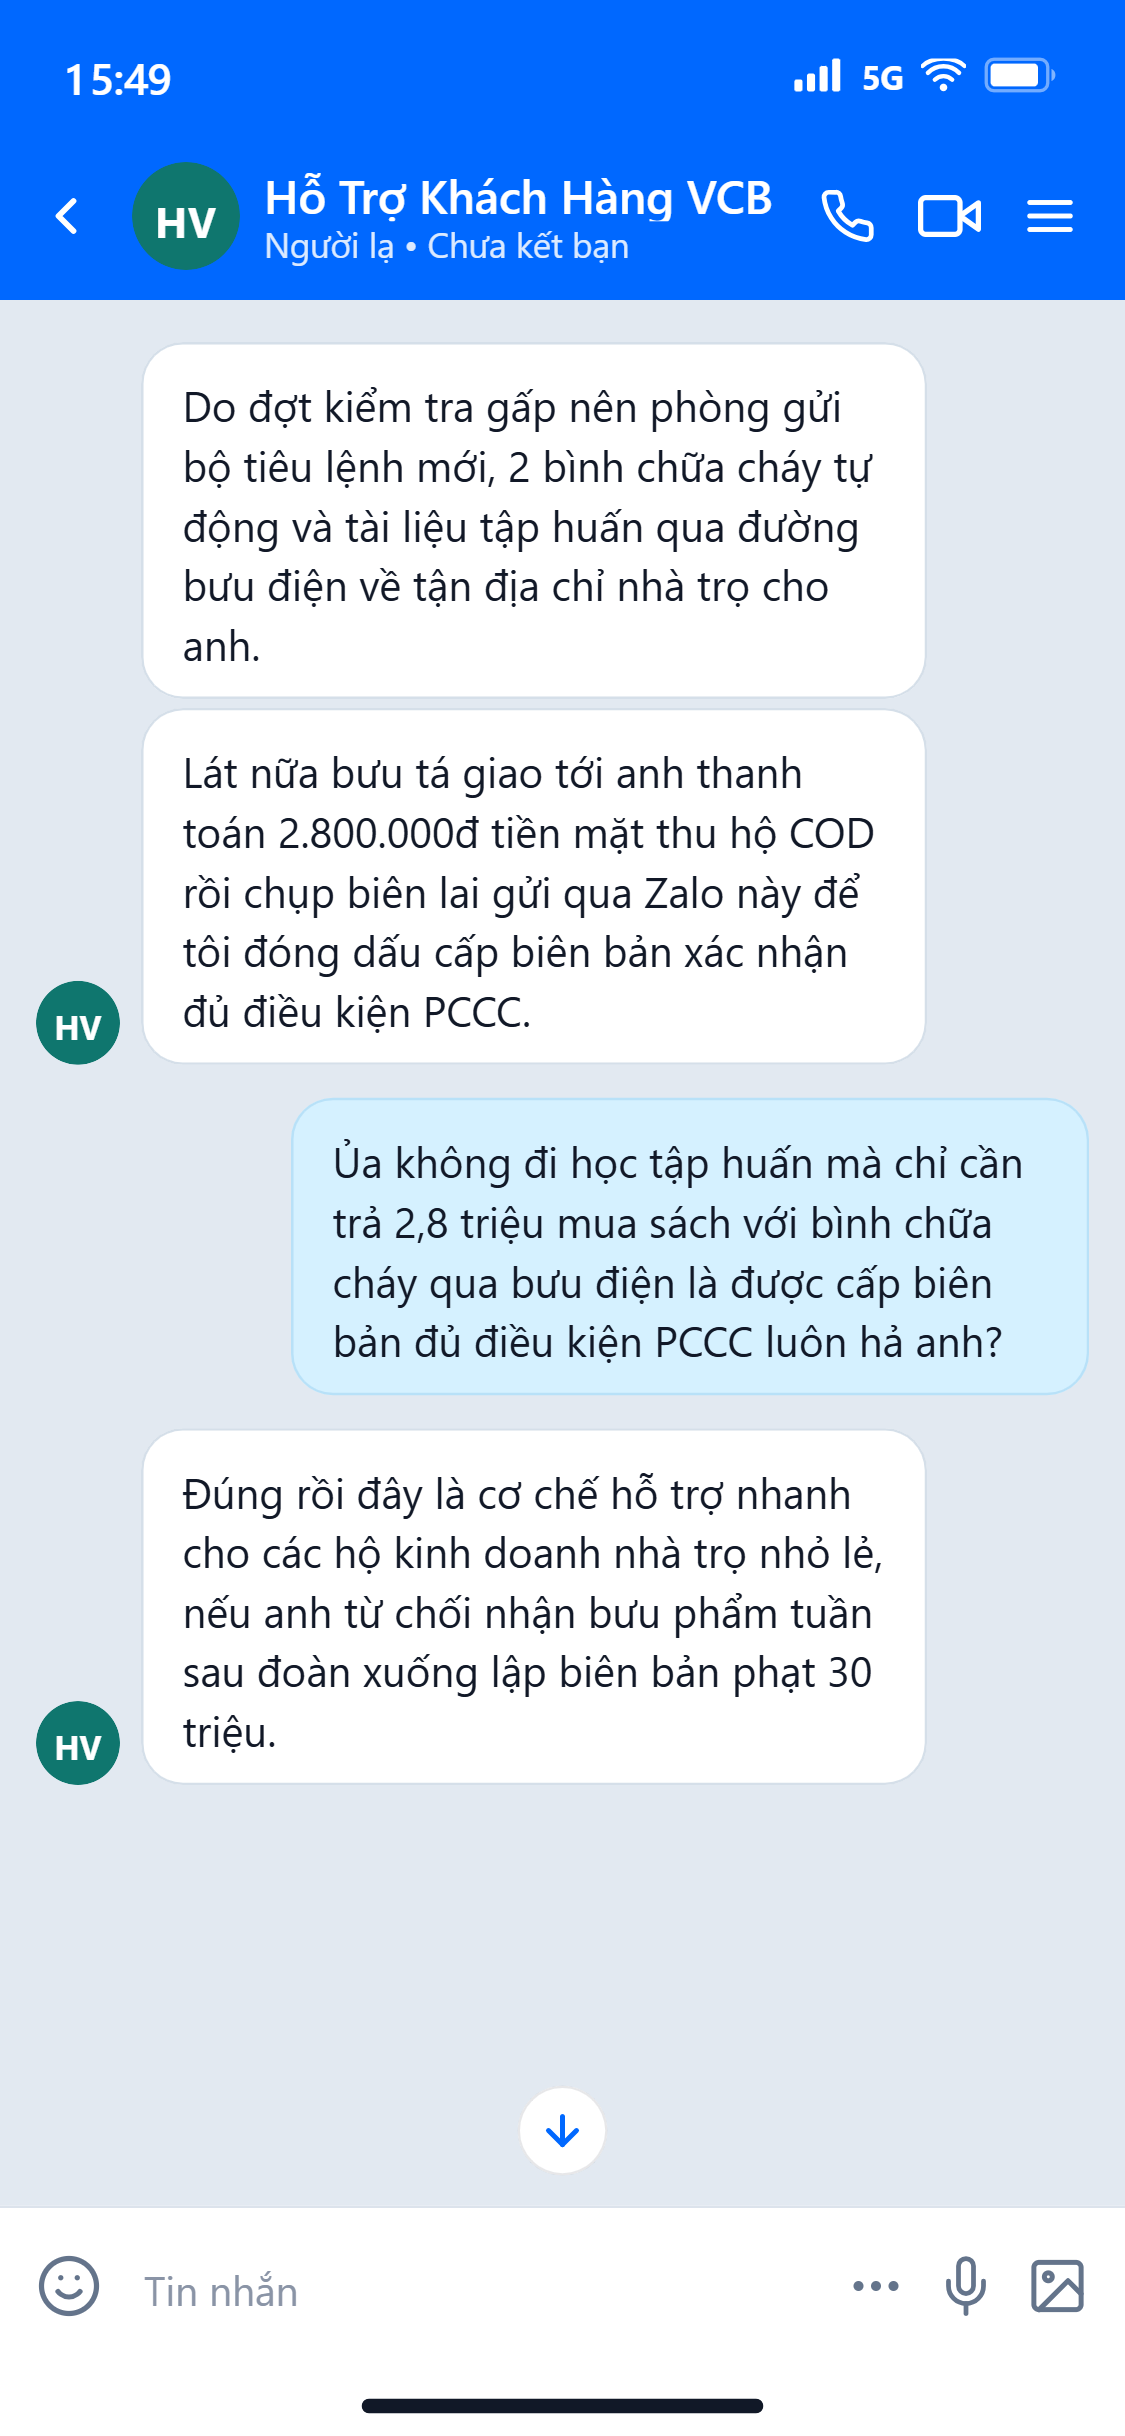 15:49
5G
HV
Hỗ Trợ Khách Hàng VCB
Người lạ • Chưa kết bạn
Do đợt kiểm tra gấp nên phòng gửi
bộ tiêu lệnh mới, 2 bình chữa cháy tự
động và tài liệu tập huấn qua đường
bưu điện về tận địa chỉ nhà trọ cho
anh.
Lát nữa bưu tá giao tới anh thanh
toán 2.800.000đ tiền mặt thu hộ COD
rồi chụp biên lai gửi qua Zalo này để
tôi đóng dấu cấp biên bản xác nhận
đủ điều kiện PCCC.
HV
Ủa không đi học tập huấn mà chỉ cần
trả 2,8 triệu mua sách với bình chữa
cháy qua bưu điện là được cấp biên
bản đủ điều kiện PCCC luôn hả anh?
Đúng rồi đây là cơ chế hỗ trợ nhanh
cho các hộ kinh doanh nhà trọ nhỏ lẻ,
nếu anh từ chối nhận bưu phẩm tuần
sau đoàn xuống lập biên bản phạt 30
triệu.
HV
Tin nhắn